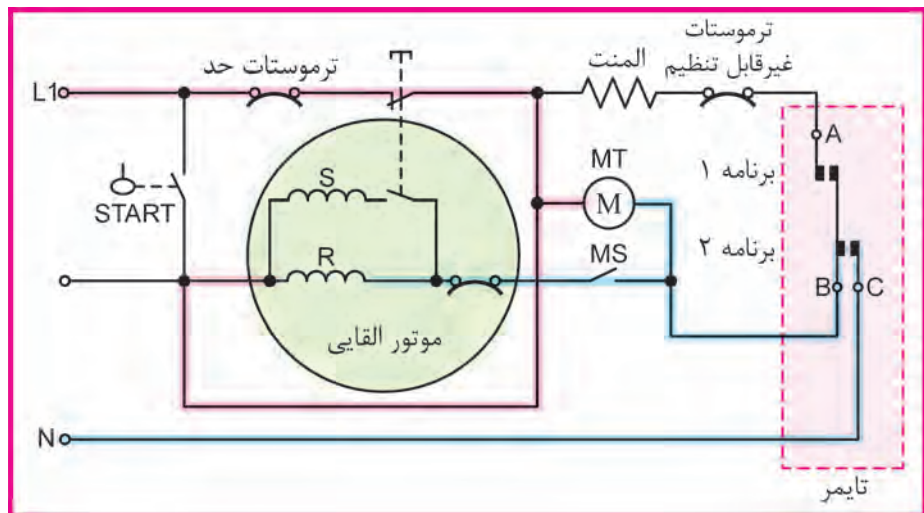 ترموستات
غیرقابل تنظیم
المنت
ترموستات حد
L1
A
START
S
R
MT
M
MS
برنامه ۱
برنامه ۲
B
C
موتور القایی
N
تایمر